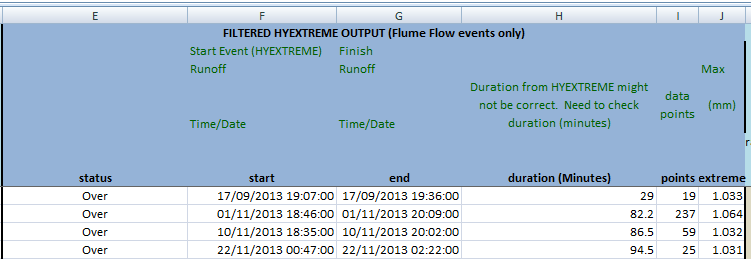 E F G H I J
FILTERED HYEXTREME OUTPUT (Flume Flow events only)
Start Event (HYEXTREME) Finish
Runoff Runoff Max
Duration from HYEXTREME might
not be correct. Need to check
duration (minutes)
data
points
(mm)
Time/Date Time/Date
status start end duration (Minutes) points extreme
Over 17/09/2013 19:07:00 17/09/2013 19:36:00 29 19 1.033
Over 01/11/2013 18:46:00 01/11/2013 20:09:00 82.2 237 1.064
Over 10/11/2013 18:35:00 10/11/2013 20:02:00 86.5 59 1.032
Over 22/11/2013 00:47:00 22/11/2013 02:22:00 94.5 25 1.031